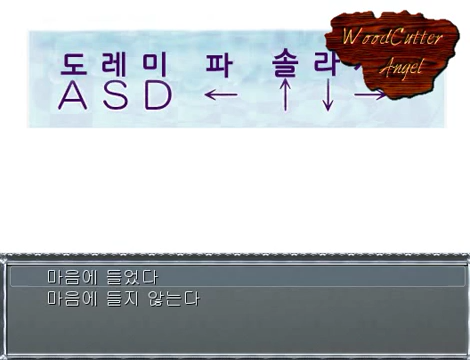 WoodCutter
Angel
도 레 미 파 솔 라
A S D ← ↑ ↓ →
마음에 들었다
마음에 들지 않는다